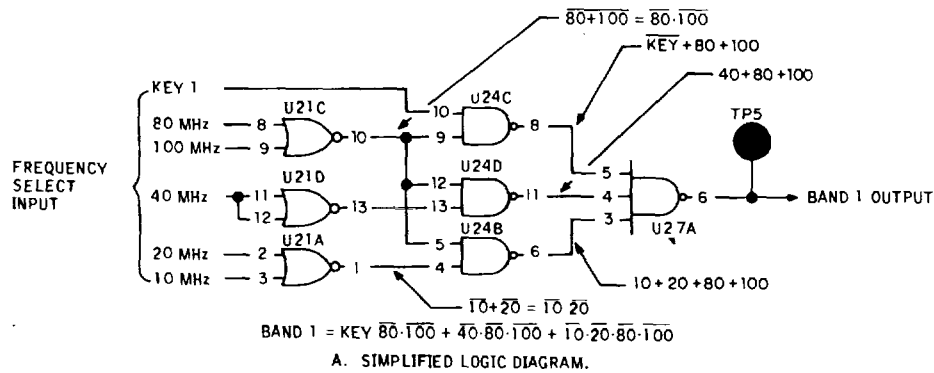 80+100 = 80·100
KEY+80+100
40+80+100
KEY 1
U21C
U24C
TP5
80 MHz
8
10
10
8
100 MHz
9
9
5
FREQUENCY
SELECT
INPUT
U21D
U24D
40 MHz
11
12
12
13
13
11
4
6
BAND 1 OUTPUT
3
U27A
U21A
U24B
20 MHz
2
5
6
10 MHz
3
1
4
10+20+80+100
10+20 = 10 20
BAND 1 = KEY 80·100 + 40·80·100 + 10·20·80·100
A. SIMPLIFIED LOGIC DIAGRAM.